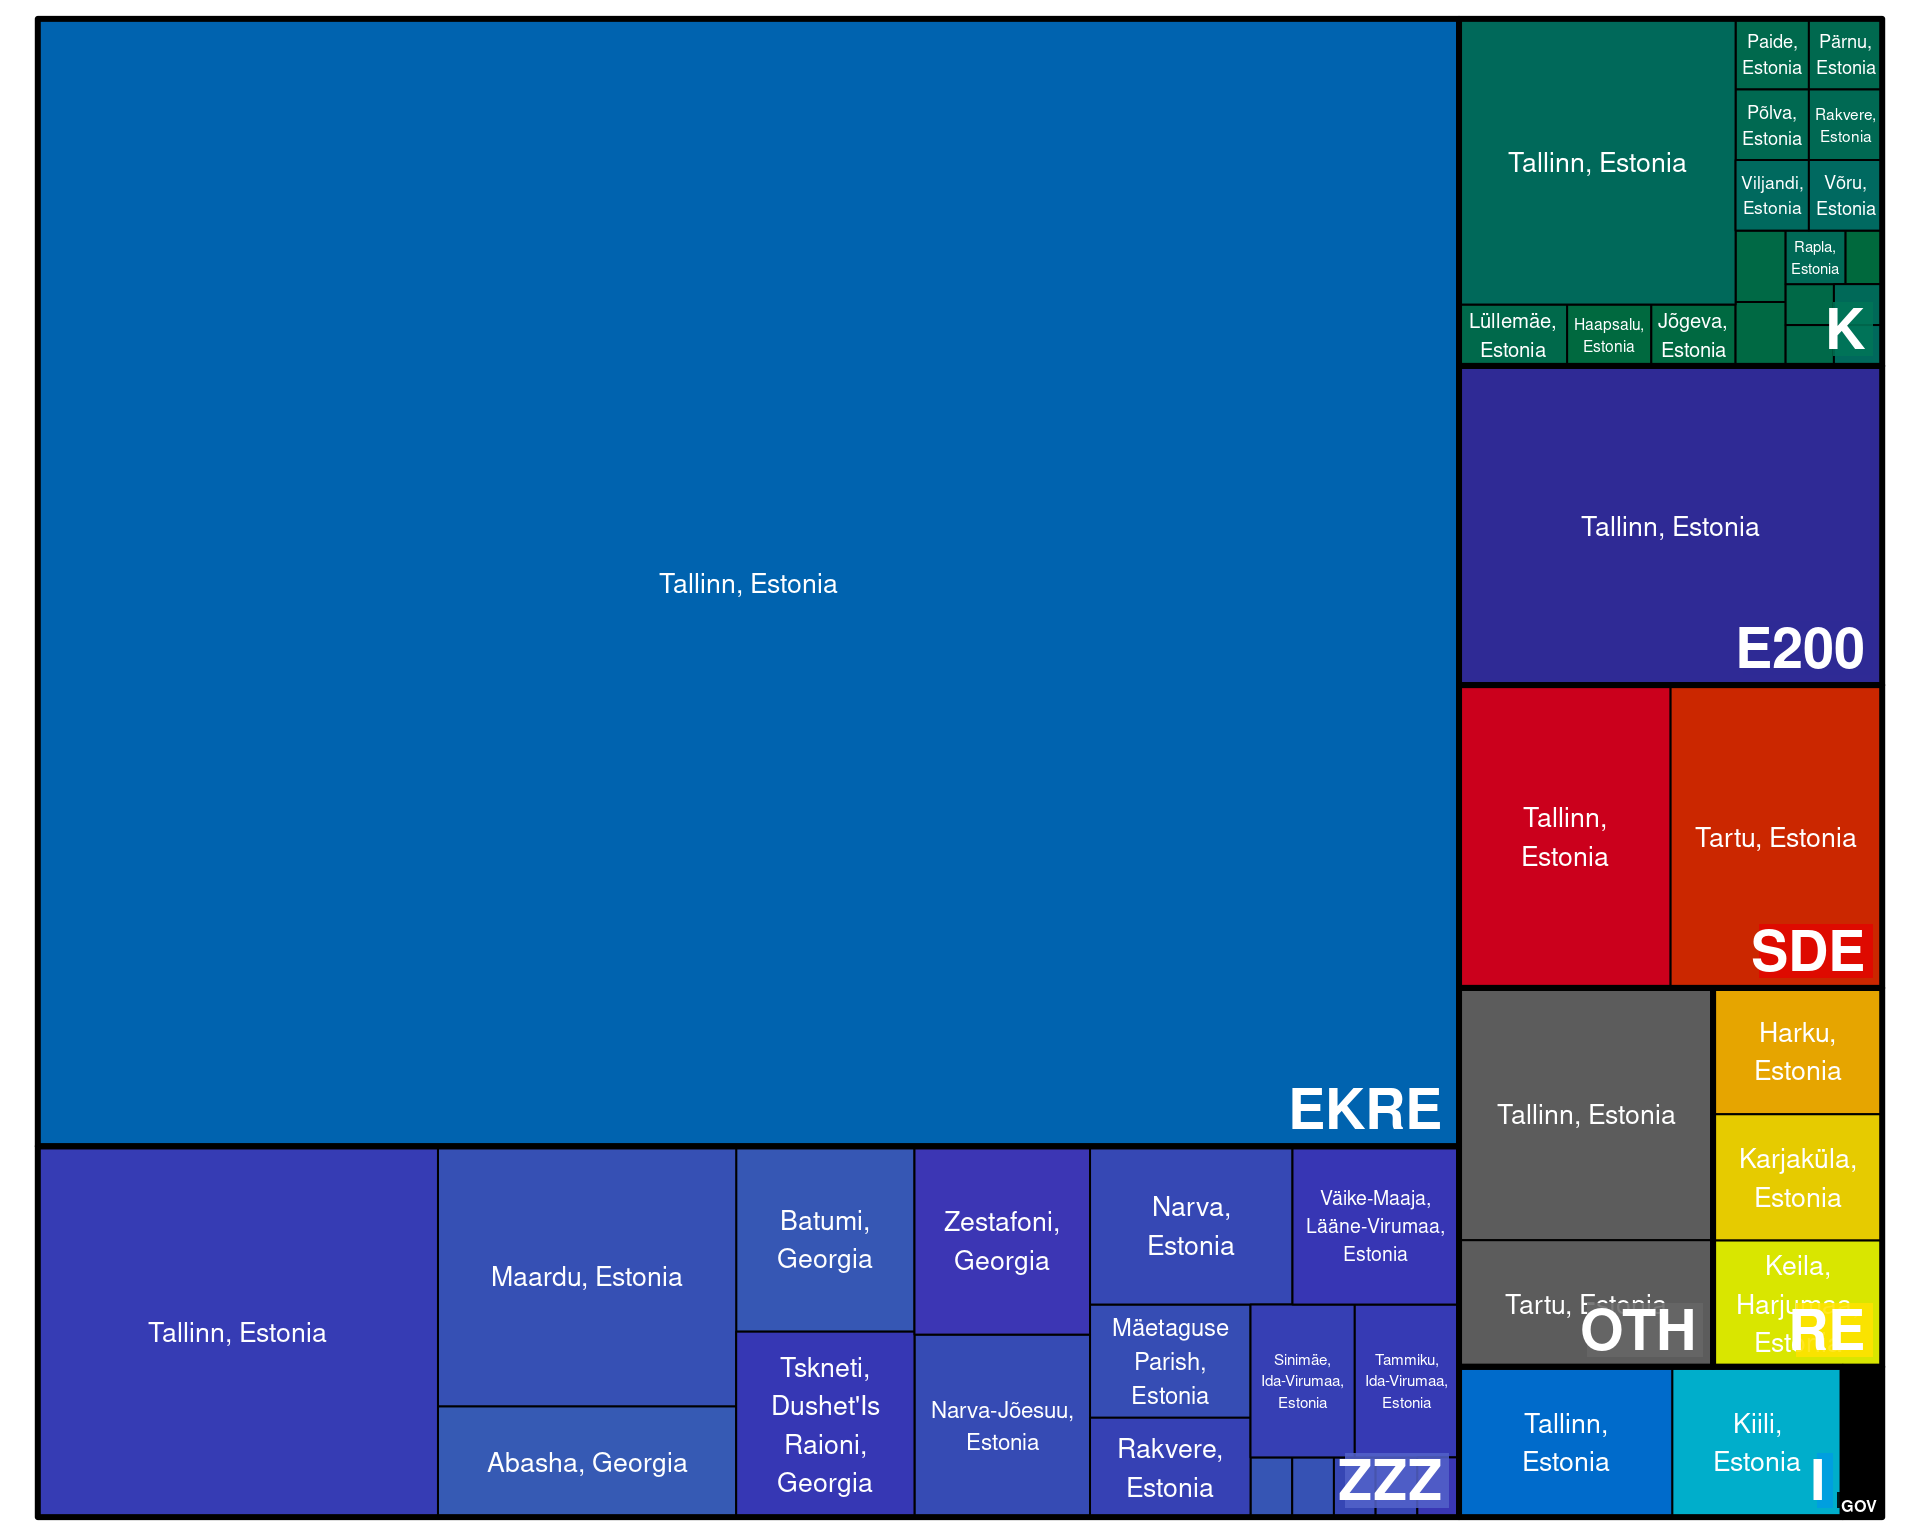 Tallinn, Estonia
EKRE
Tallinn, Estonia
Maardu, Estonia
Abasha, Georgia
Batumi,
Georgia
Tskneti,
Dushet'Is
Raioni,
Georgia
Zestafoni,
Georgia
Narva-Jõesuu,
Estonia
Narva,
Estonia
Väike-Maaja,
Lääne-Virumaa,
Estonia
Mäetaguse
Parish,
Estonia
Rakvere,
Estonia
Sinimäe,
Ida-Virumaa,
Estonia
Tammiku,
Ida-Virumaa,
Estonia
ZZZ
Tallinn, Estonia
Lüllemäe,
Estonia
Haapsalu,
Estonia
Jõgeva,
Estonia
Paide,
Estonia
Pärnu,
Estonia
Põlva,
Estonia
Rakvere,
Estonia
Viljandi,
Estonia
Võru,
Estonia
Rapla,
Estonia
K
Tallinn, Estonia
E200
Tallinn,
Estonia
Tartu, Estonia
SDE
Tallinn, Estonia
Tartu, Estonia
OTH
Harku,
Estonia
Karjaküla,
Estonia
Keila,
Harjumaa,
Estonia
RE
Tallinn,
Estonia
Kiili,
Estonia
I
GOV